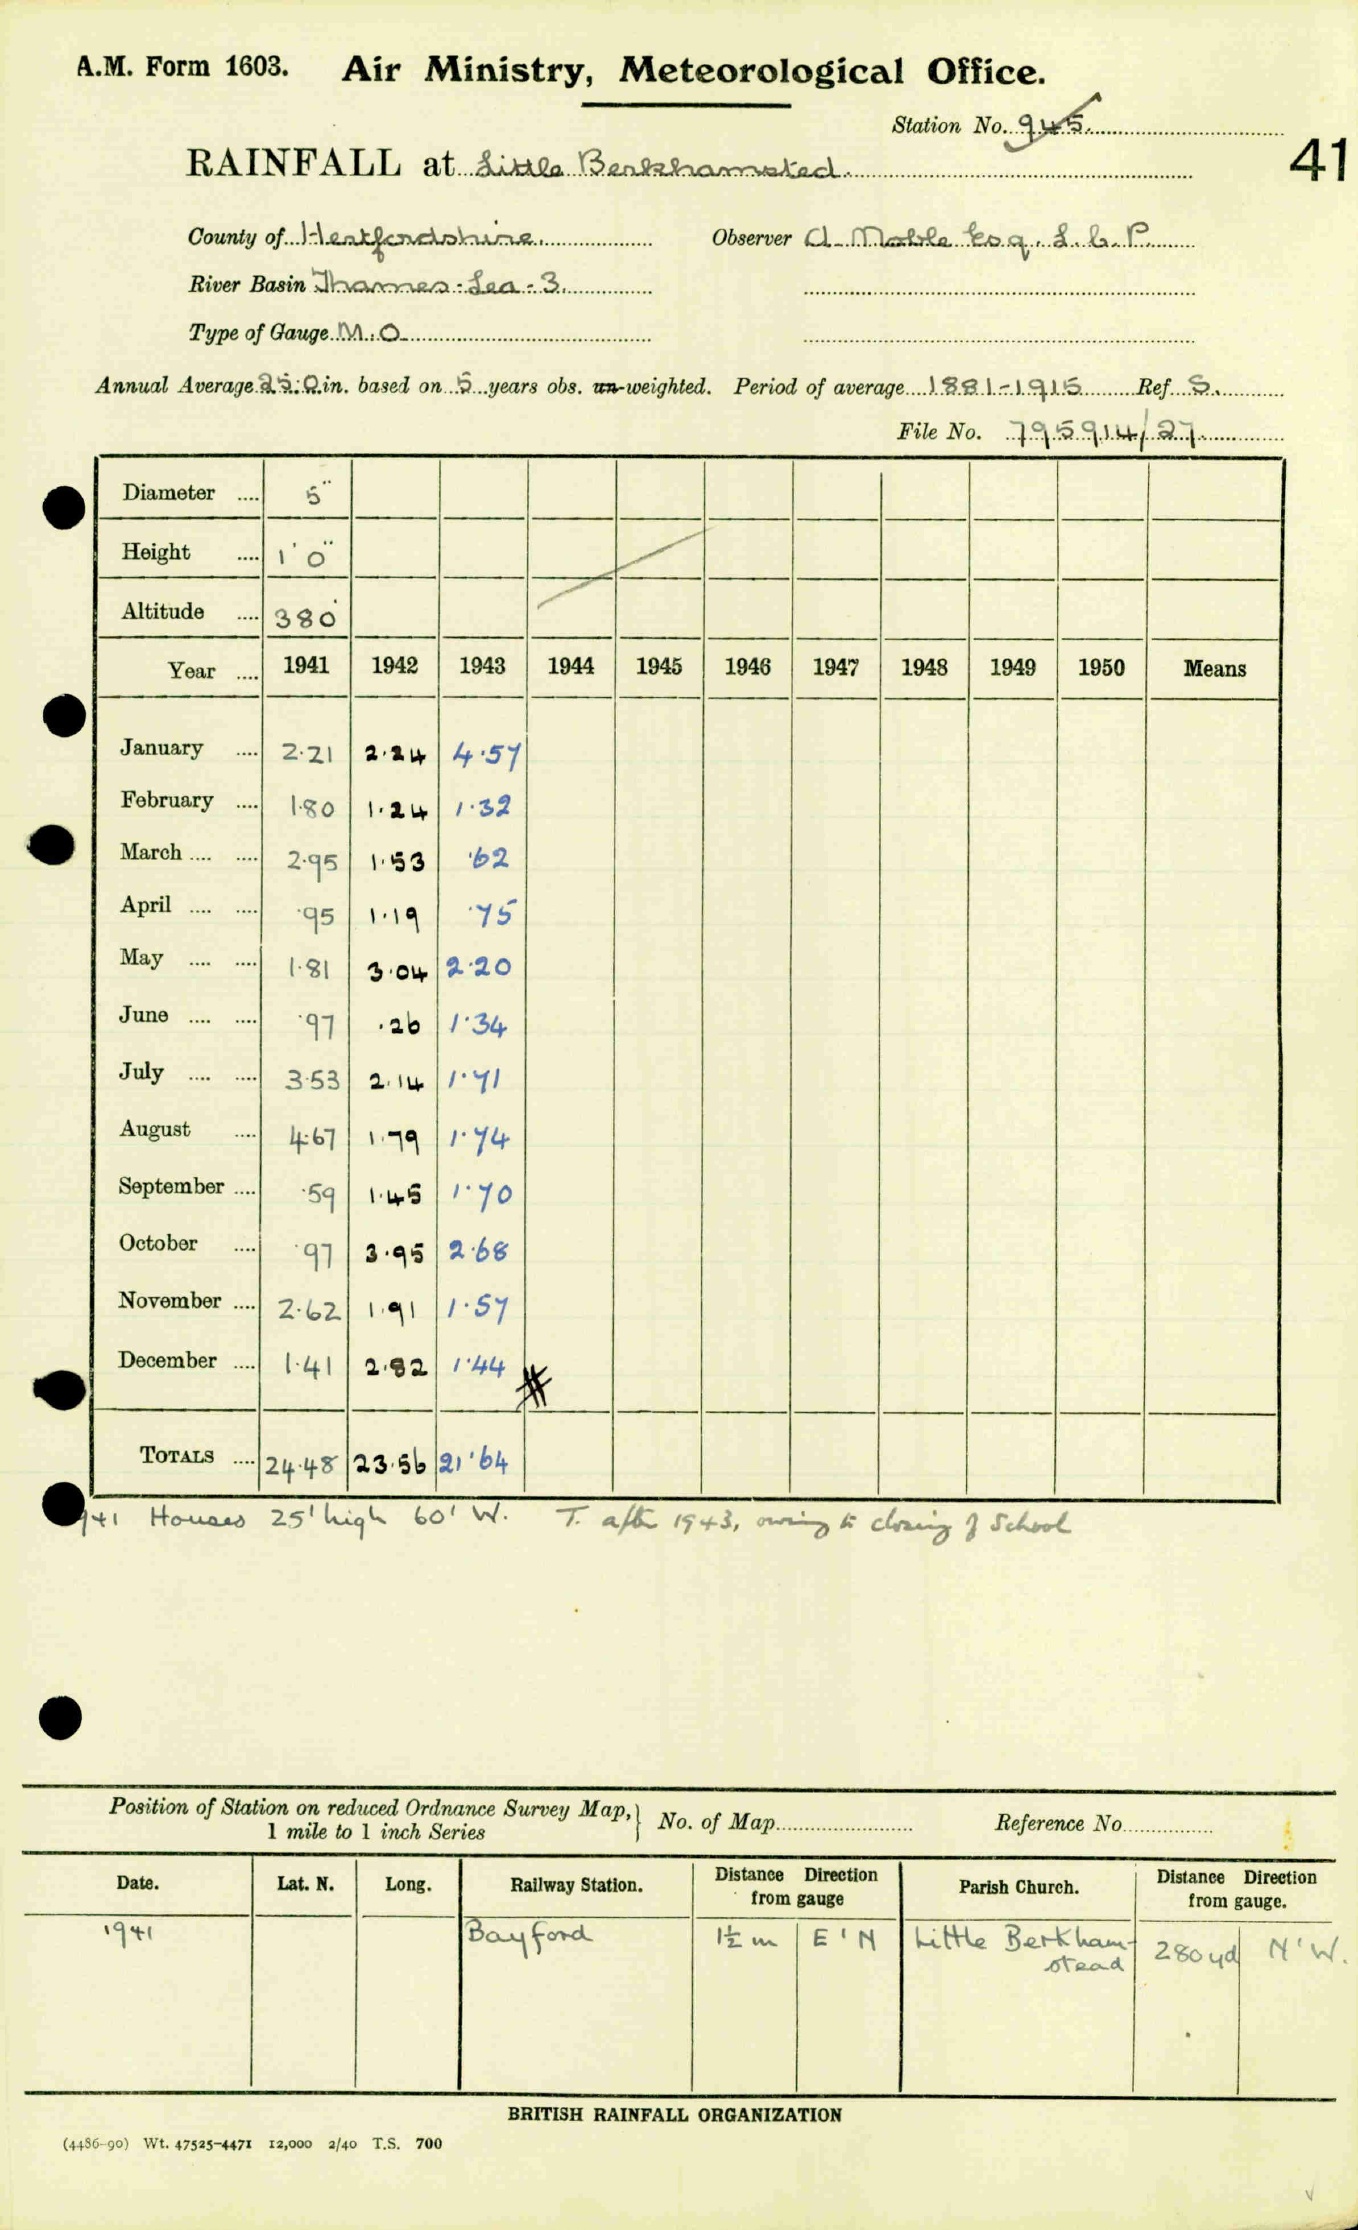 A.M. Form 1603. Air Ministry, Meteorological Office.
Station No. 945.
41
RAINFALL at Little Berkhamsted.
County of Hertfordshire. Observer A. Moble Esq. L.C.P.
River Basin Thames-Lea-3.
Type of Gauge M.O.
Annual Average 25.0 in. based on 5 years obs. un-weighted. Period of average 1881-1915 Ref. S.
File No. 795914/27
Diameter .... 5"
Height .... 1' 0"
Altitude .... 380'
Year .... 1941 1942 1943 1944 1945 1946 1947 1948 1949 1950 Means
January .... 2.21 2.24 4.57
February .... 1.80 1.24 1.32
March .... .... 2.95 1.53 .62
April .... .... .95 1.19 .75
May .... .... 1.81 3.04 2.20
June .... .... .97 .26 1.34
July .... .... 3.53 2.14 1.71
August .... 4.67 1.79 1.74
September .... .59 1.45 1.70
October .... .97 3.95 2.68
November .... 2.62 1.91 1.57
December .... 1.41 2.82 1.44
TOTALS .... 24.48 23.56 21.64
941 Houses 25' high 60' W. T. after 1943, owing to closing of School
Position of Station on reduced Ordnance Survey Map, } No. of Map Reference No
1 mile to 1 inch Series
Date. Lat. N. Long. Railway Station. Distance Direction from gauge Parish Church. Distance Direction from gauge.
1941 Bayford 1½ m E'N Little Berkham-stead 280 yd N'W.
BRITISH RAINFALL ORGANIZATION
(4486-90) Wt. 47525-4471 12,000 2/40 T.S. 700